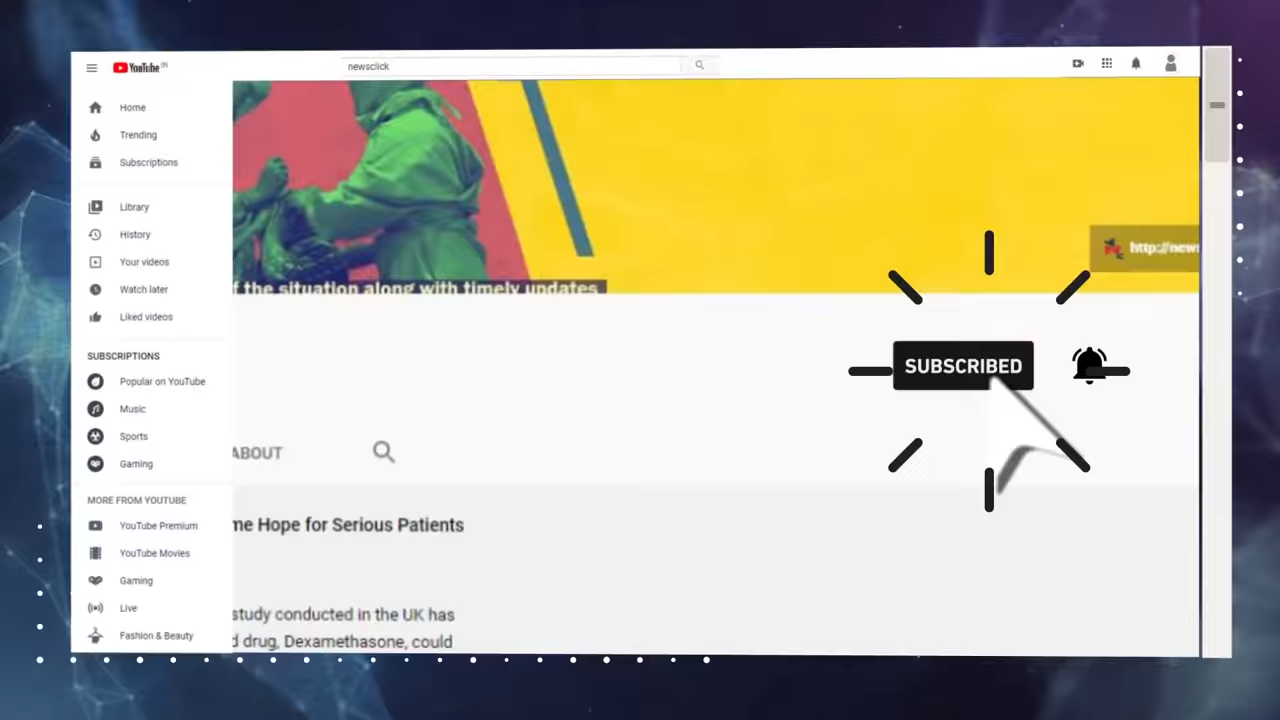 YouTube IN
newsclick
Home
Trending
Subscriptions
Library
History
Your videos
Watch later
Liked videos
SUBSCRIPTIONS
Popular on YouTube
Music
Sports
Gaming
MORE FROM YOUTUBE
YouTube Premium
YouTube Movies
Gaming
Live
Fashion & Beauty
f the situation along with timely updates
http://news
SUBSCRIBED
ABOUT
me Hope for Serious Patients
study conducted in the UK has
d drug, Dexamethasone, could